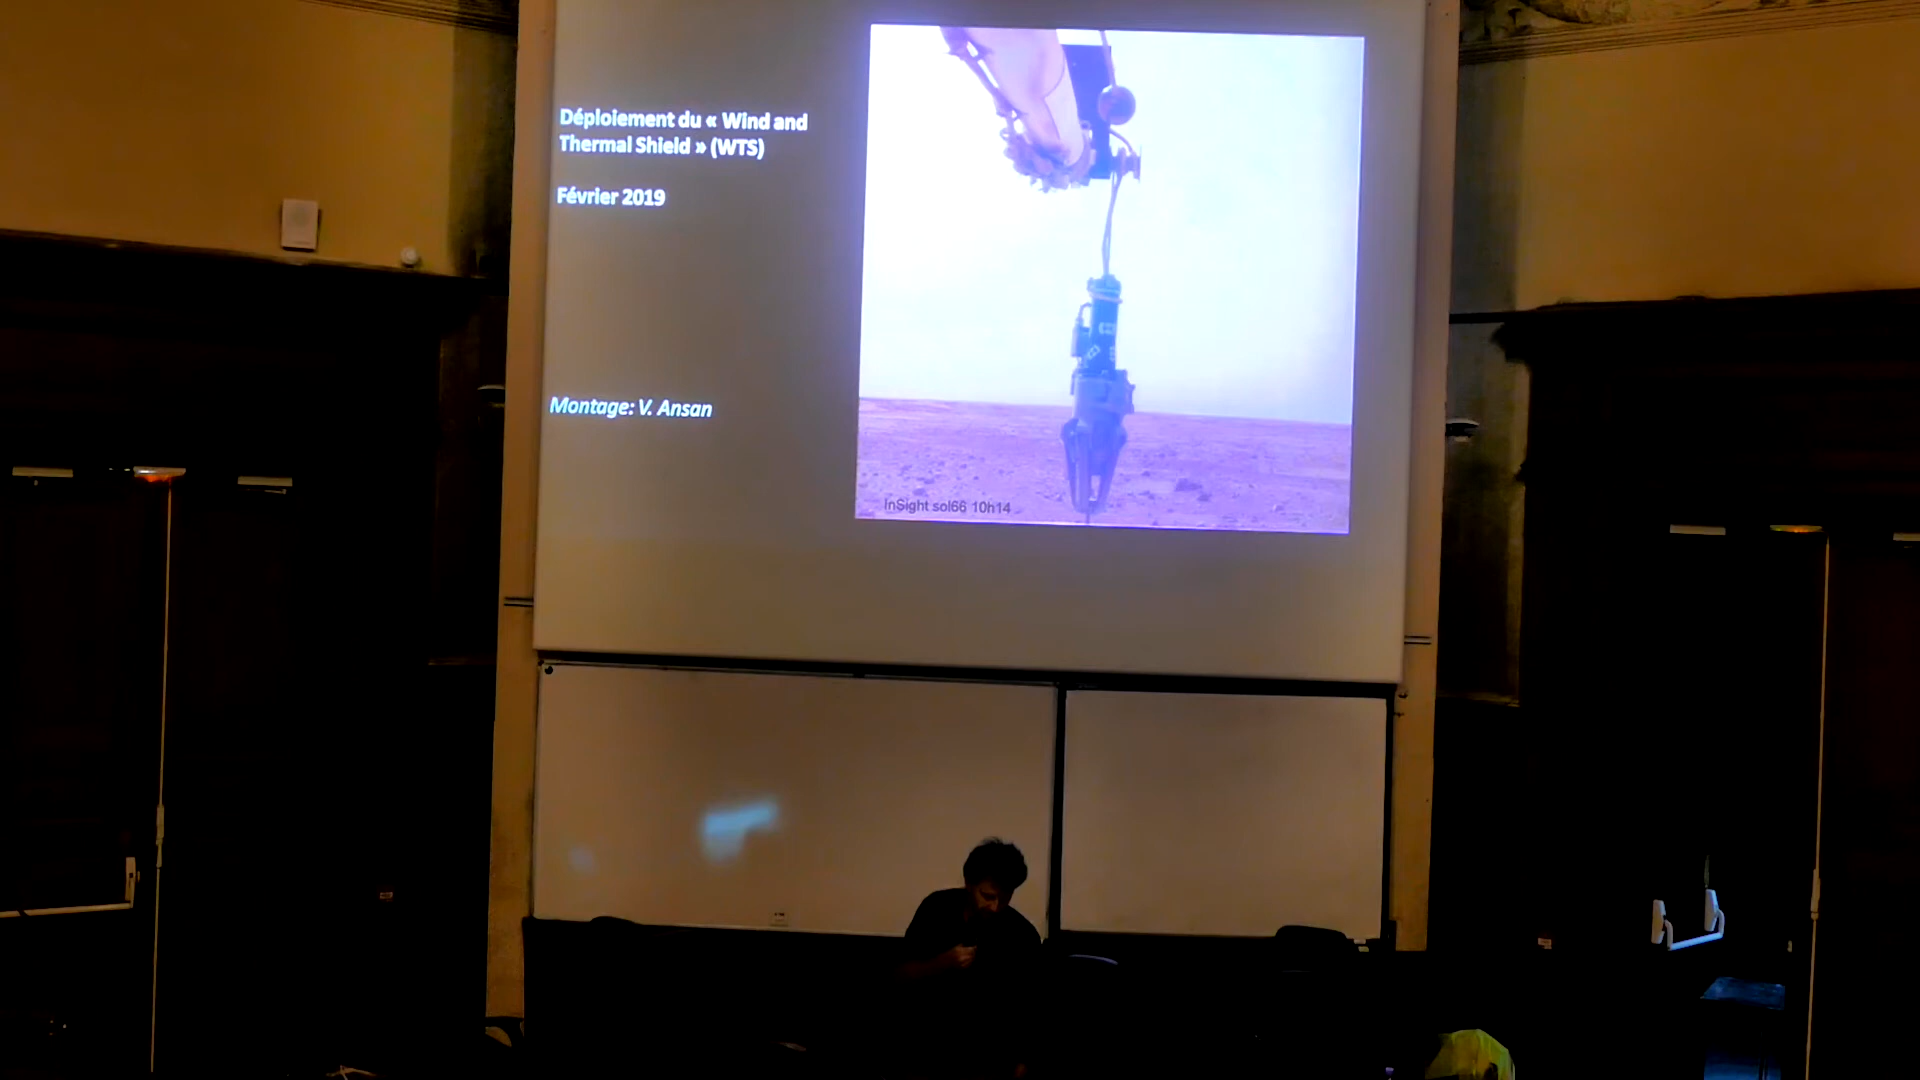 Déploiement du « Wind and
Thermal Shield » (WTS)
Février 2019
Montage: V. Ansan
InSight sol66 10h14